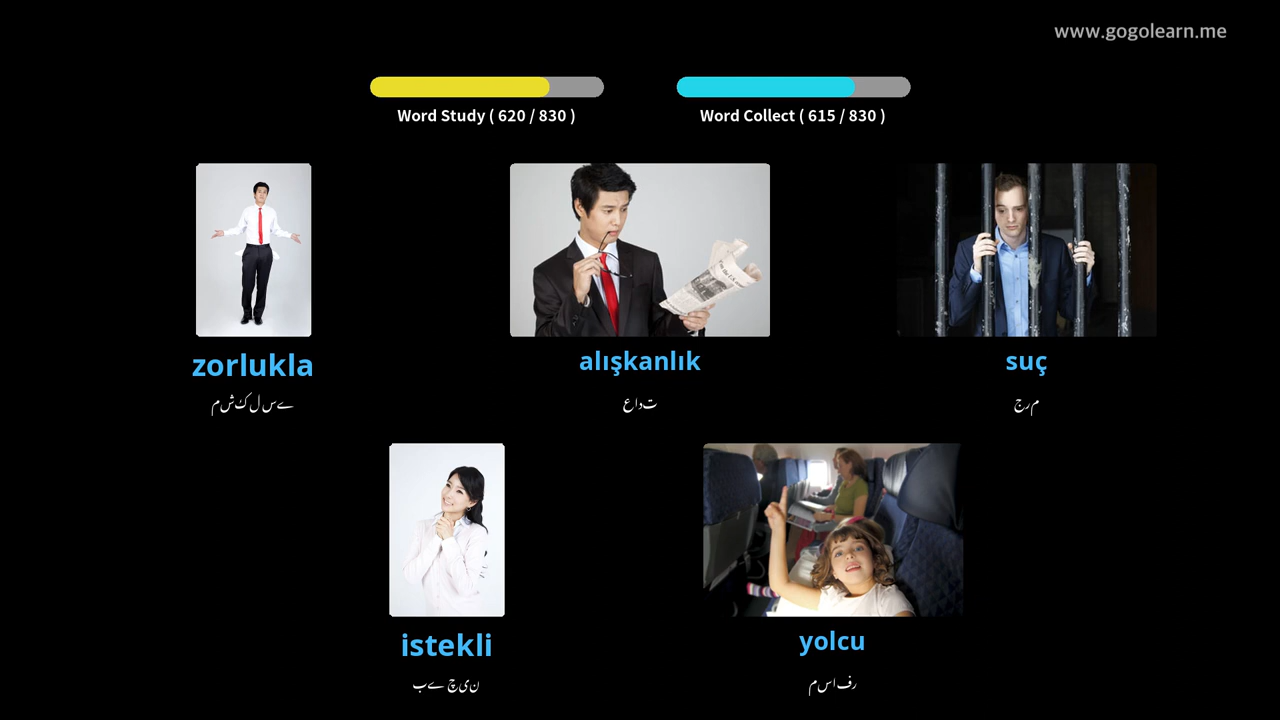 www.gogolearn.me
Word Study ( 620 / 830 )
Word Collect ( 615 / 830 )
zorlukla
alışkanlık
suç
مشکل سے
عادت
جرم
istekli
yolcu
بے چین
مسافر